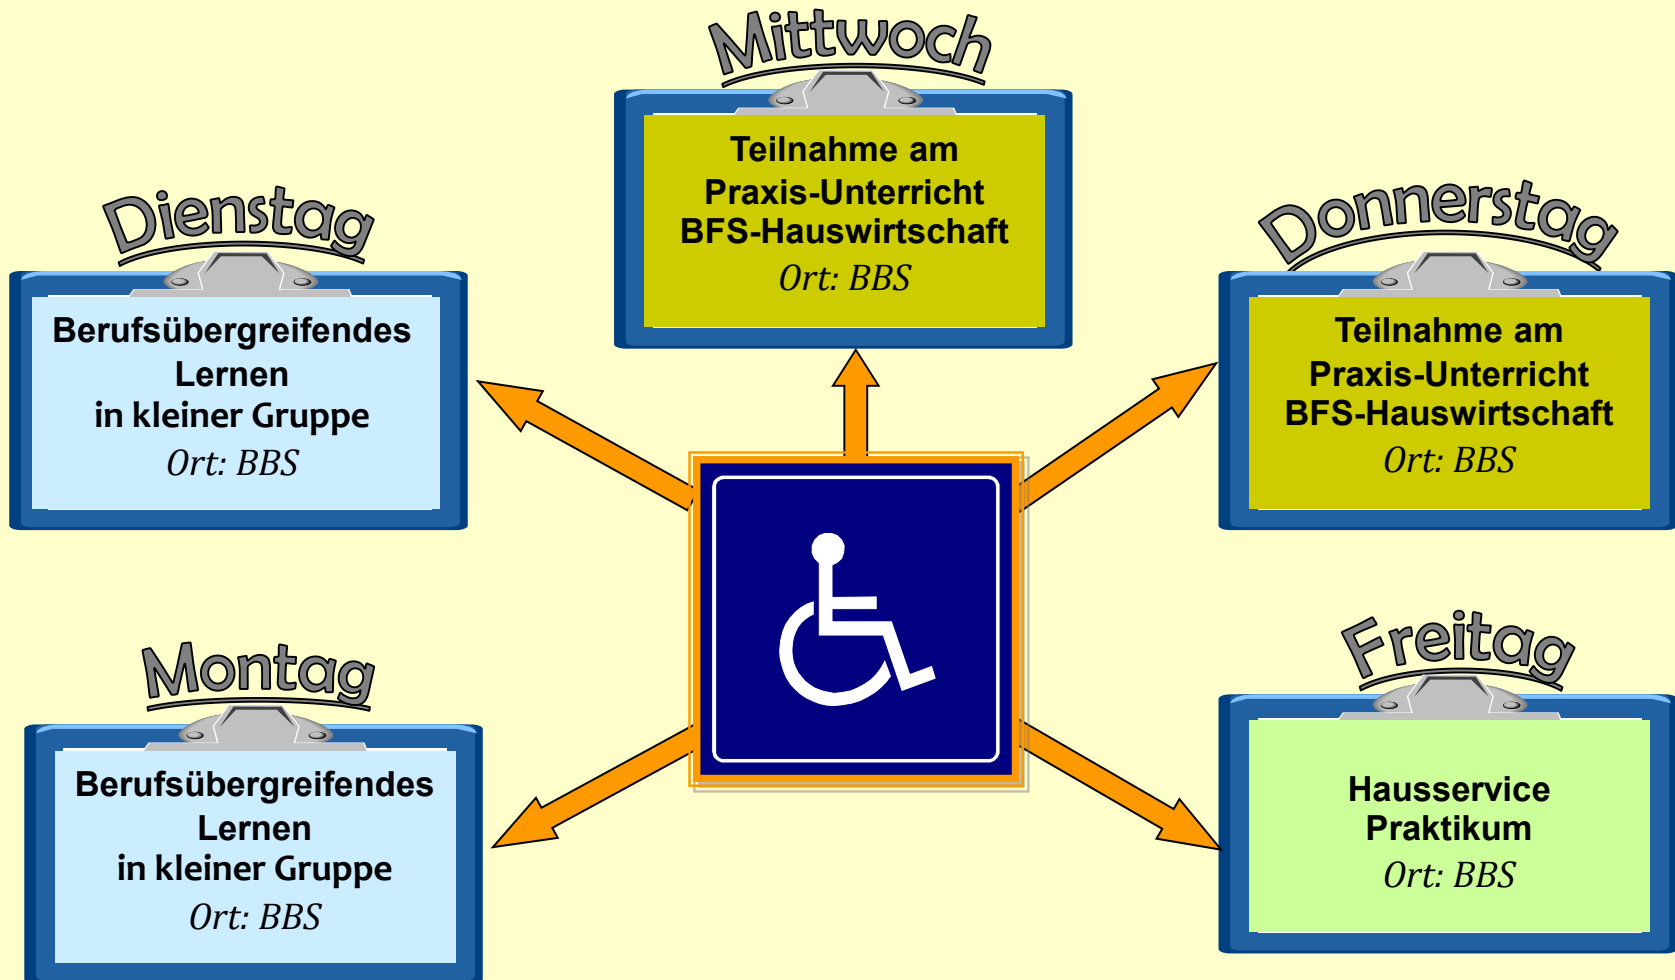 Mittwoch
Teilnahme am
Praxis-Unterricht
BFS-Hauswirtschaft
Ort: BBS
Dienstag
Berufsübergreifendes
Lernen
in kleiner Gruppe
Ort: BBS
Donnerstag
Teilnahme am
Praxis-Unterricht
BFS-Hauswirtschaft
Ort: BBS
Montag
Berufsübergreifendes
Lernen
in kleiner Gruppe
Ort: BBS
Freitag
Hausservice
Praktikum
Ort: BBS